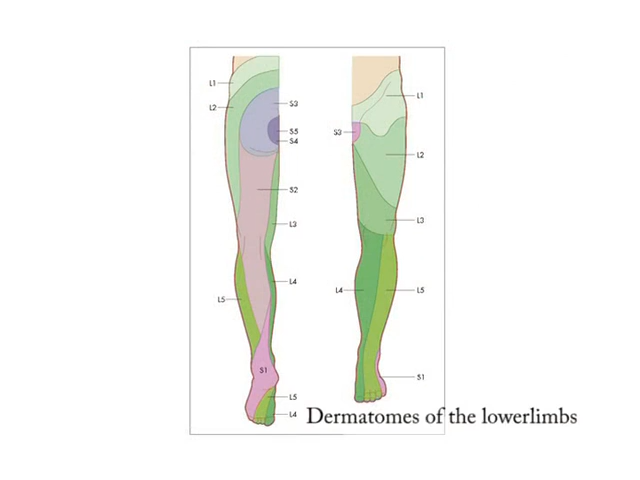 L1
L2
S3
S5
S4
S2
L3
L4
L5
S1
L5
L4
L1
S3
L2
L3
L4
L5
S1
Dermatomes of the lowerlimbs